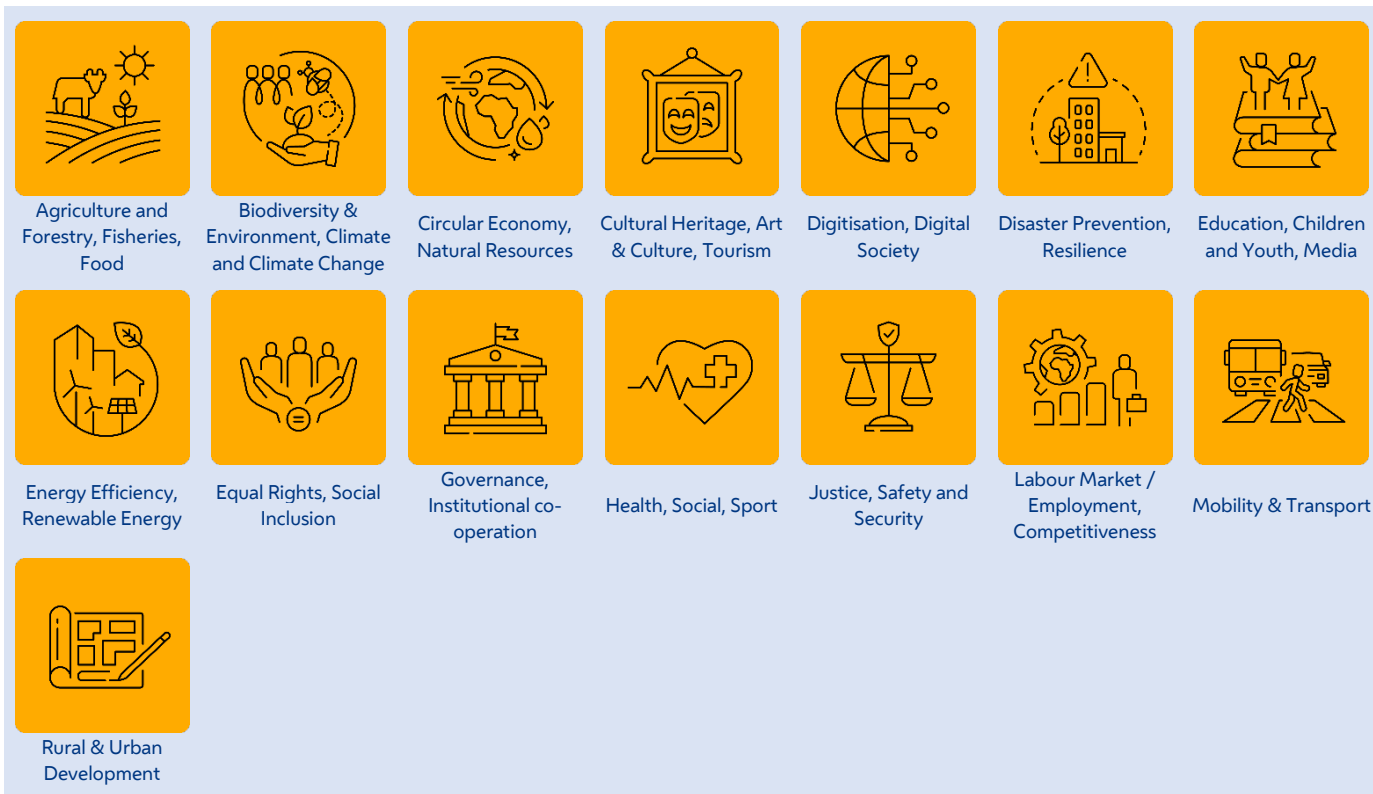 Agriculture and
Forestry, Fisheries,
Food
Biodiversity &
Environment, Climate
and Climate Change
Circular Economy,
Natural Resources
Cultural Heritage, Art
& Culture, Tourism
Digitisation, Digital
Society
Disaster Prevention,
Resilience
Education, Children
and Youth, Media
Energy Efficiency,
Renewable Energy
Equal Rights, Social
Inclusion
Governance,
Institutional co-
operation
Health, Social, Sport
Justice, Safety and
Security
Labour Market /
Employment,
Competitiveness
Mobility & Transport
Rural & Urban
Development